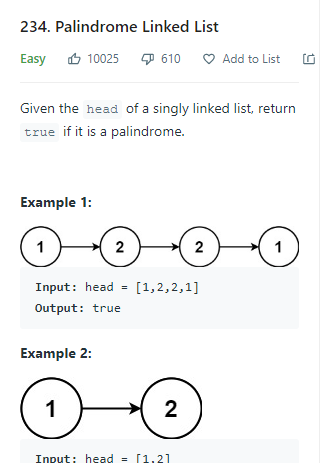 234. Palindrome Linked List
Easy 10025 610 Add to List
Given the head of a singly linked list, return
true if it is a palindrome.
Example 1:
1 2 2 1
Input: head = [1,2,2,1]
Output: true
Example 2:
1 2
Input: head = [1,2]